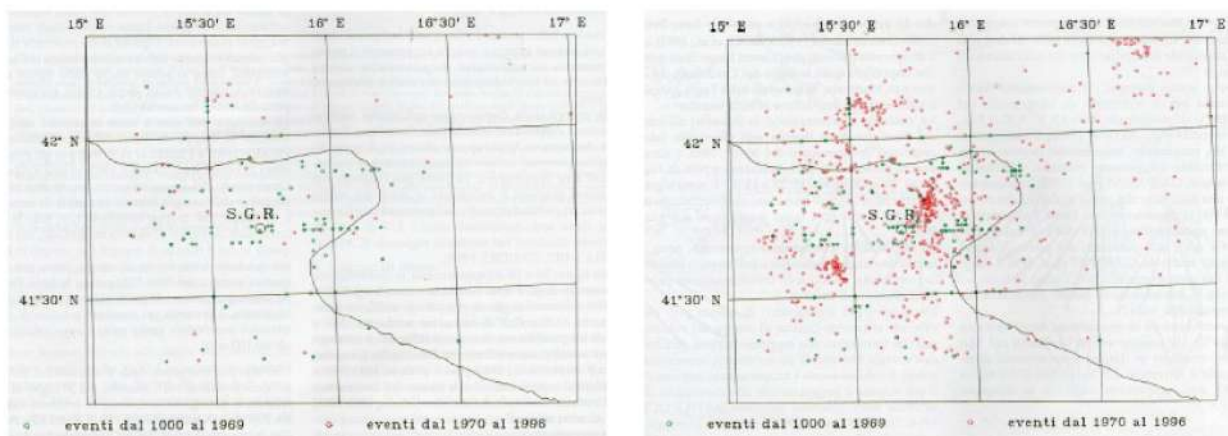 15° E 15°30' E 16° E 16°30' E 17° E
42° N
S.G.R.
41°30' N
eventi dal 1000 al 1969 eventi dal 1970 al 1996
15° E 15°30' E 16° E 16°30' E 17° E
42° N
S.G.R.
41°30' N
eventi dal 1000 al 1969 eventi dal 1970 al 1996